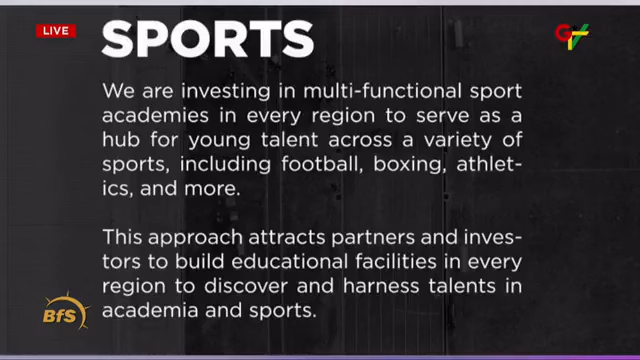 LIVE
SPORTS
GTV
We are investing in multi-functional sport
academies in every region to serve as a
hub for young talent across a variety of
sports, including football, boxing, athlet-
ics, and more.
This approach attracts partners and inves-
tors to build educational facilities in every
region to discover and harness talents in
academia and sports.
BfS